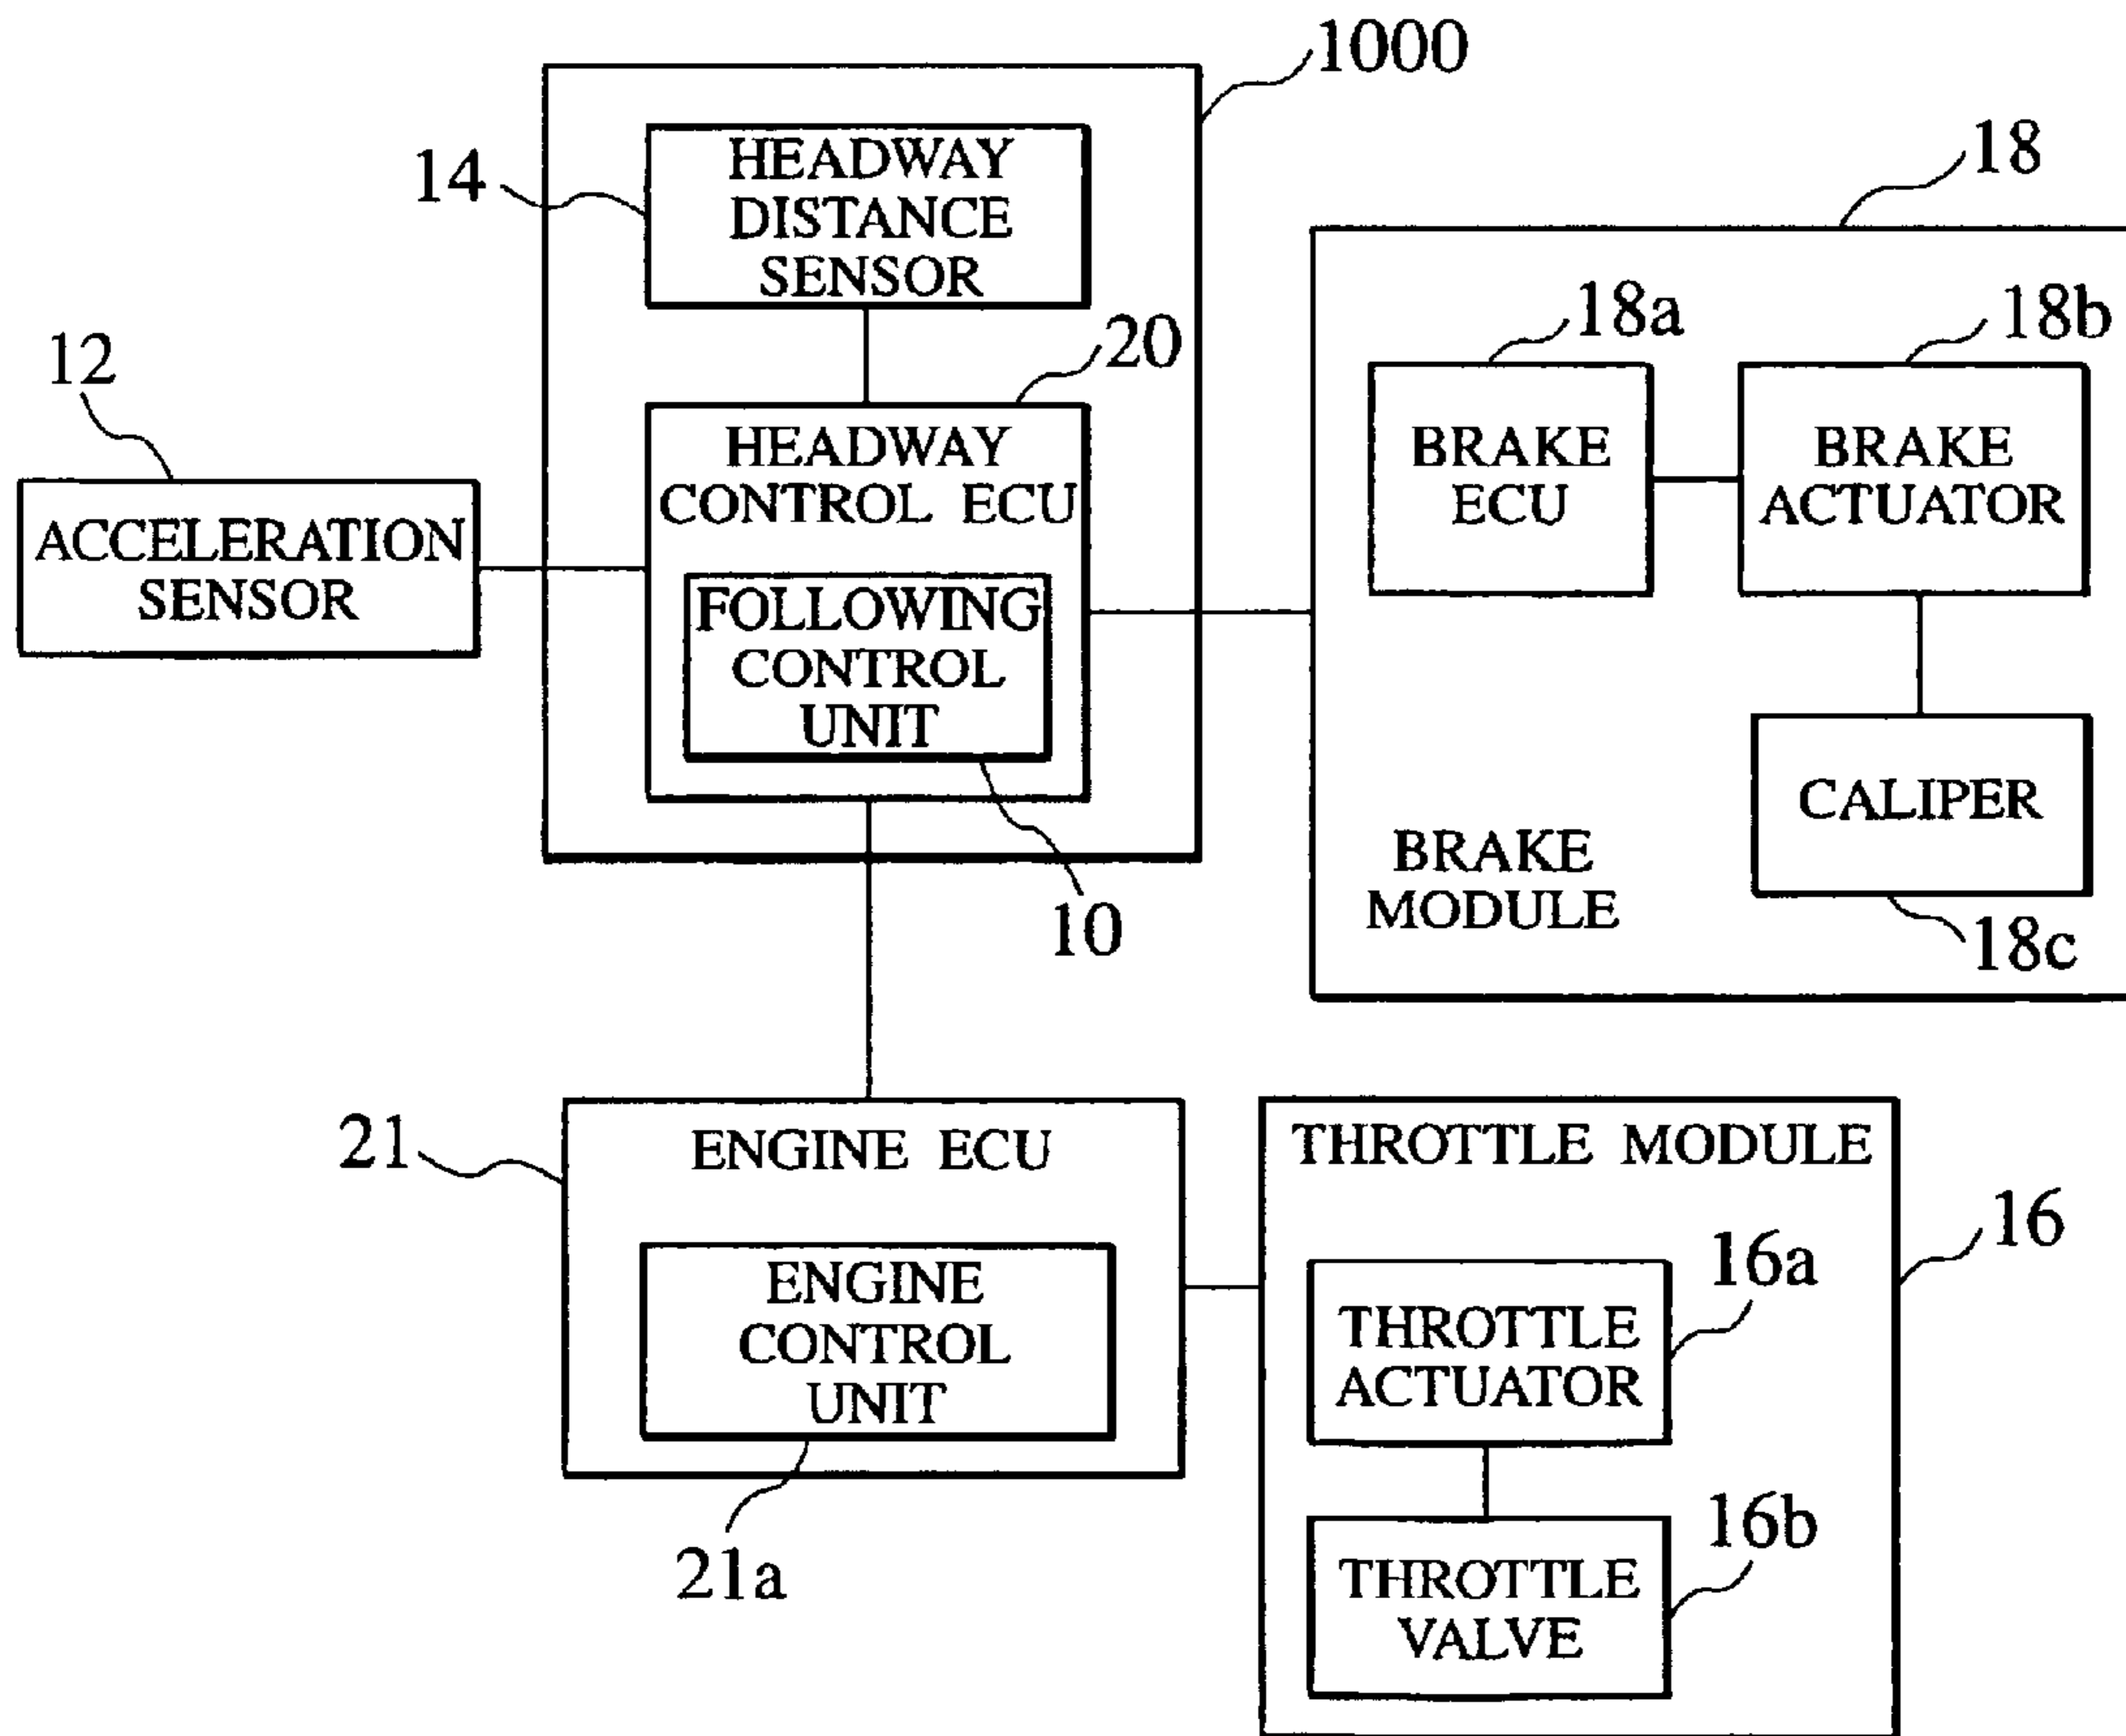 1000
HEADWAY
DISTANCE
SENSOR
14
18
18a
18b
12
20
HEADWAY
CONTROL ECU
BRAKE
ECU
BRAKE
ACTUATOR
ACCELERATION
SENSOR
FOLLOWING
CONTROL
UNIT
CALIPER
BRAKE
MODULE
10
18c
21
ENGINE ECU
THROTTLE MODULE
16
ENGINE
CONTROL
UNIT
16a
THROTTLE
ACTUATOR
21a
16b
THROTTLE
VALVE